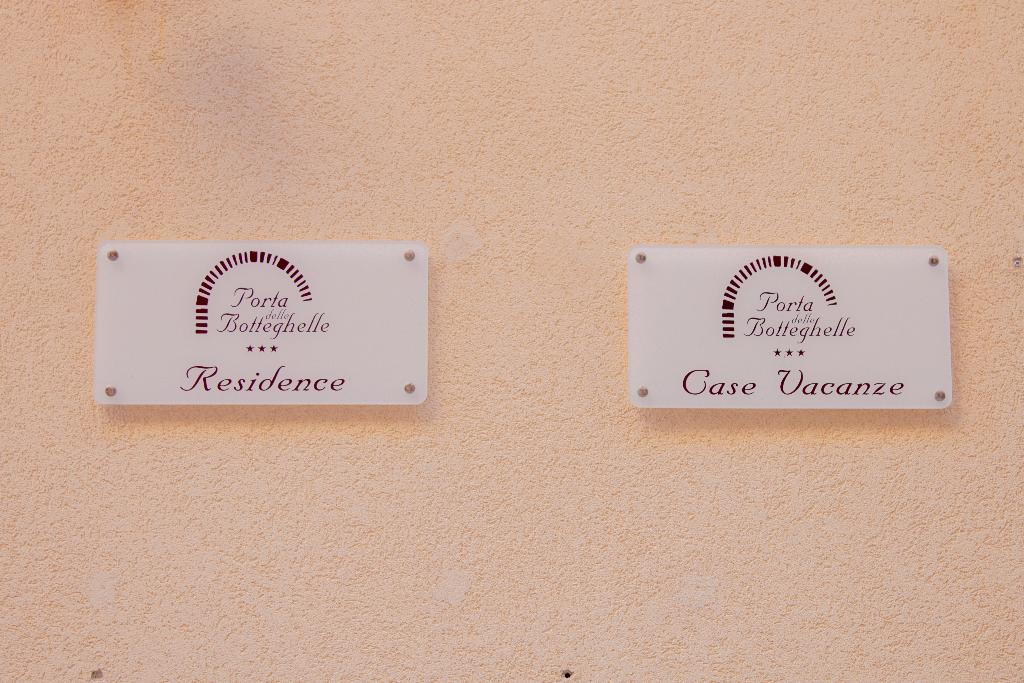 Porta
delle
Botteghelle
★★★
Residence
Porta
delle
Botteghelle
★★★
Case Vacanze